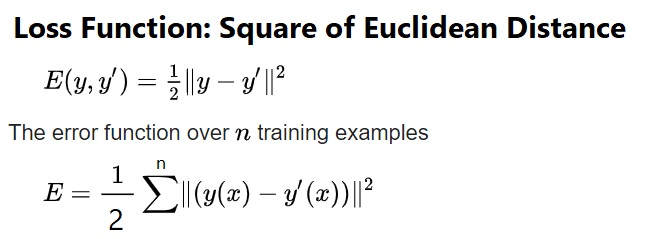 Loss Function: Square of Euclidean Distance
E(y, y′) = ½‖y − y′‖²
The error function over n training examples
E = 1/2 ∑ⁿ ‖(y(x) − y′(x))‖²